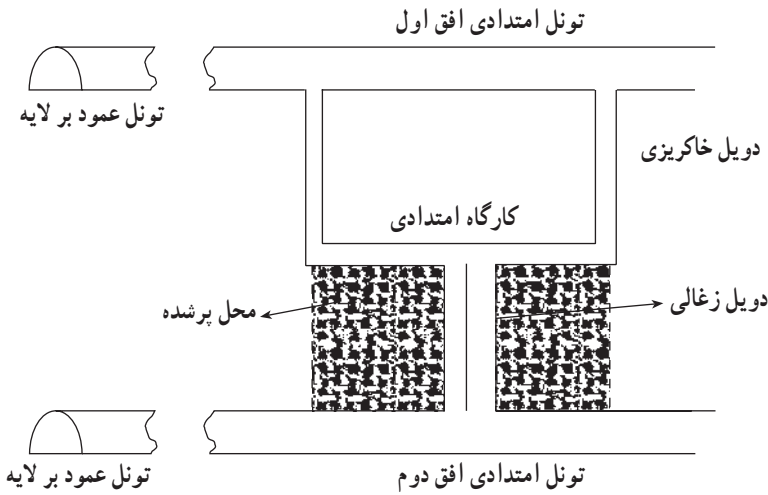 تونل امتدادی افق اول
تونل عمود بر لایه
دویل خاکریزی
کارگاه امتدادی
دویل زغالی
محل پرشده
تونل امتدادی افق دوم
تونل عمود بر لایه